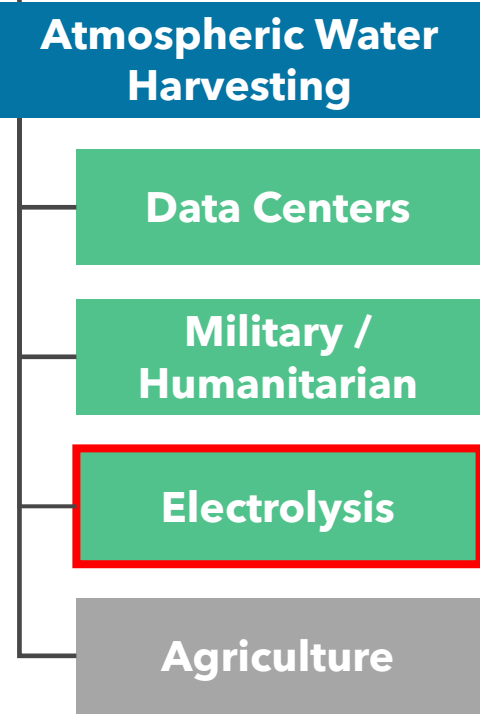 Atmospheric Water
Harvesting
Data Centers
Military /
Humanitarian
Electrolysis
Agriculture